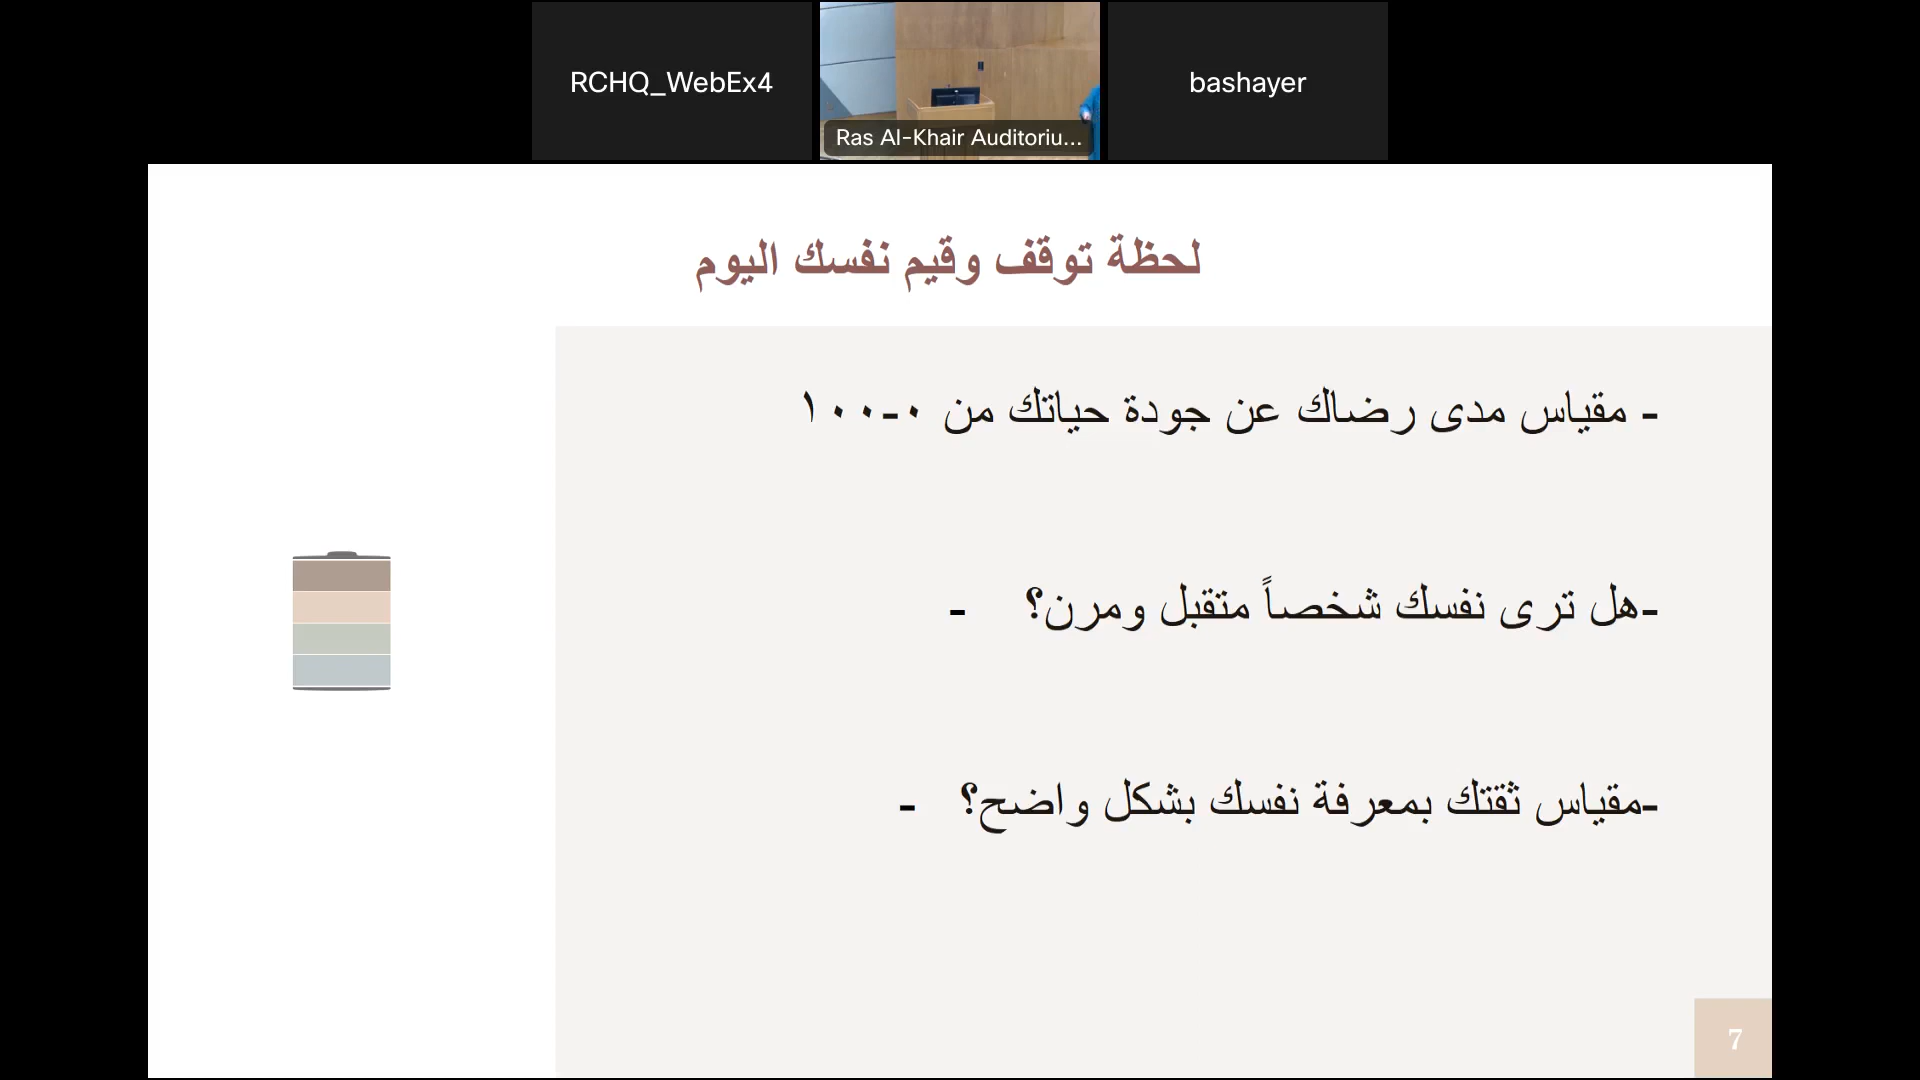 RCHQ_WebEx4
Ras Al-Khair Auditoriu...
bashayer
لحظة توقف وقيم نفسك اليوم
- مقياس مدى رضاك عن جودة حياتك من ٠-١٠٠
-هل ترى نفسك شخصاً متقبل ومرن؟ -
-مقياس ثقتك بمعرفة نفسك بشكل واضح؟ -
7